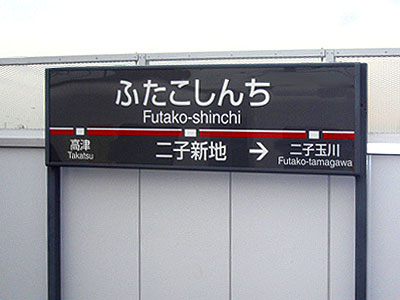 ふたこしんち
Futako-shinchi
高津
Takatsu
二子新地
→
二子玉川
Futako-tamagawa